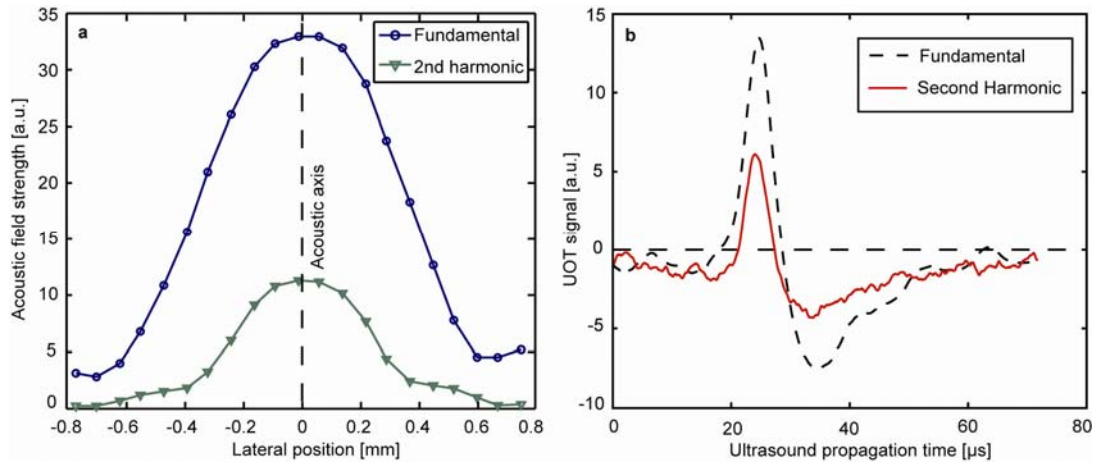 a
Fundamental
2nd harmonic
Acoustic axis
Acoustic field strength [a.u.]
35
30
25
20
15
10
5
0
-0.8 -0.6 -0.4 -0.2 0 0.2 0.4 0.6 0.8
Lateral position [mm]
b
Fundamental
Second Harmonic
UOT signal [a.u.]
15
10
5
0
-5
-10
0 20 40 60 80
Ultrasound propagation time [µs]